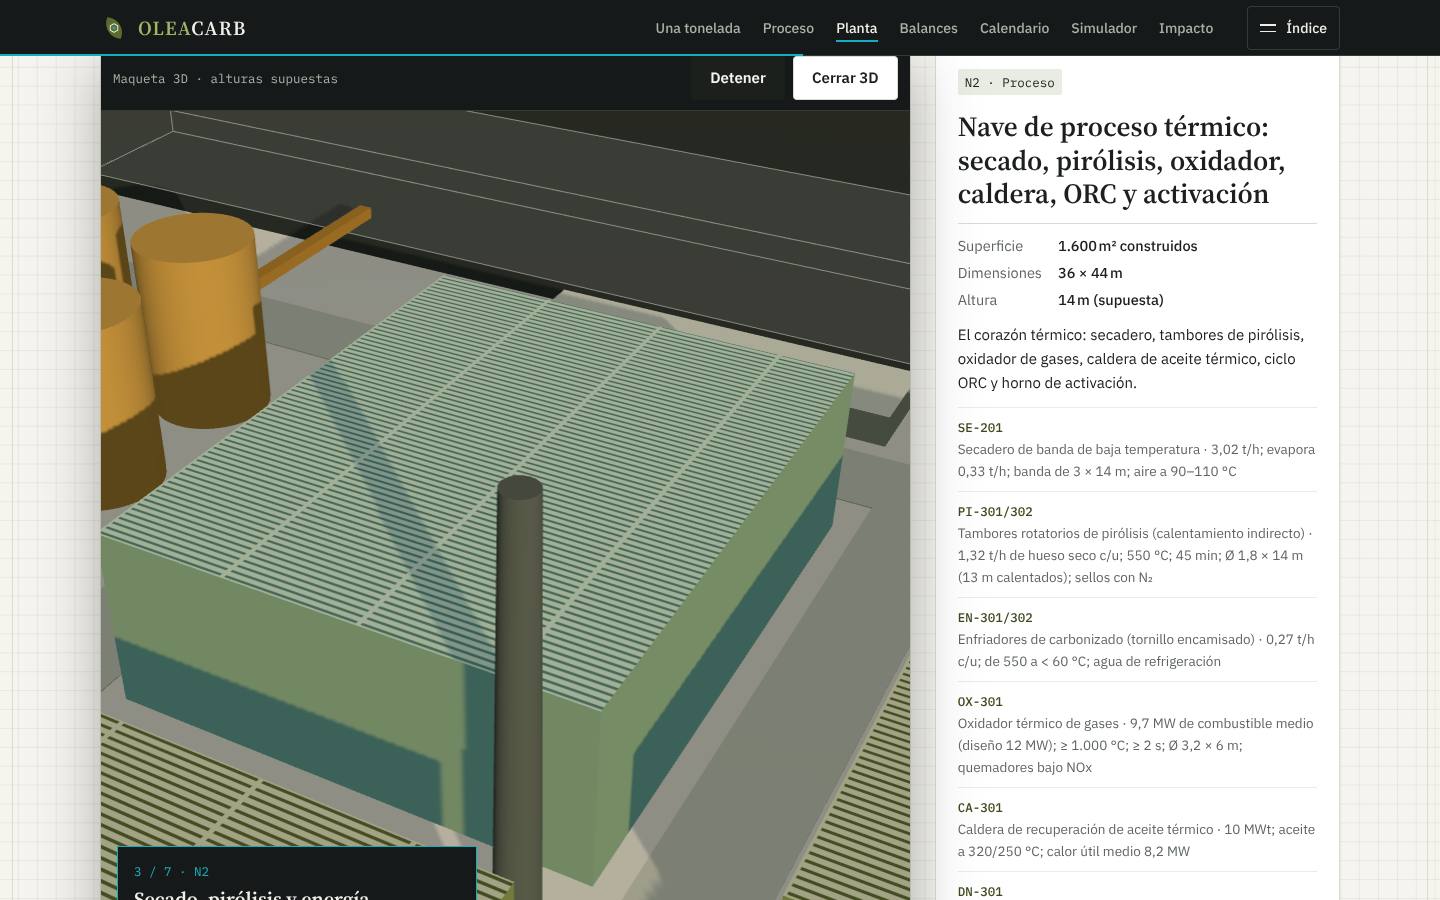 OLEACARB
Una tonelada
Proceso
Planta
Balances
Calendario
Simulador
Impacto
Índice
Maqueta 3D · alturas supuestas
Detener
Cerrar 3D
3 / 7 · N2
Secado, pirólisis y energía
N2 · Proceso
Nave de proceso térmico:
secado, pirólisis, oxidador,
caldera, ORC y activación
Superficie 1.600 m² construidos
Dimensiones 36 × 44 m
Altura 14 m (supuesta)
El corazón térmico: secadero, tambores de pirólisis,
oxidador de gases, caldera de aceite térmico, ciclo
ORC y horno de activación.
SE-201
Secadero de banda de baja temperatura · 3,02 t/h; evapora
0,33 t/h; banda de 3 × 14 m; aire a 90–110 °C
PI-301/302
Tambores rotatorios de pirólisis (calentamiento indirecto) ·
1,32 t/h de hueso seco c/u; 550 °C; 45 min; Ø 1,8 × 14 m
(13 m calentados); sellos con N₂
EN-301/302
Enfriadores de carbonizado (tornillo encamisado) · 0,27 t/h
c/u; de 550 a < 60 °C; agua de refrigeración
OX-301
Oxidador térmico de gases · 9,7 MW de combustible medio
(diseño 12 MW); ≥ 1.000 °C; ≥ 2 s; Ø 3,2 × 6 m;
quemadores bajo NOx
CA-301
Caldera de recuperación de aceite térmico · 10 MWt; aceite
a 320/250 °C; calor útil medio 8,2 MW
DN-301